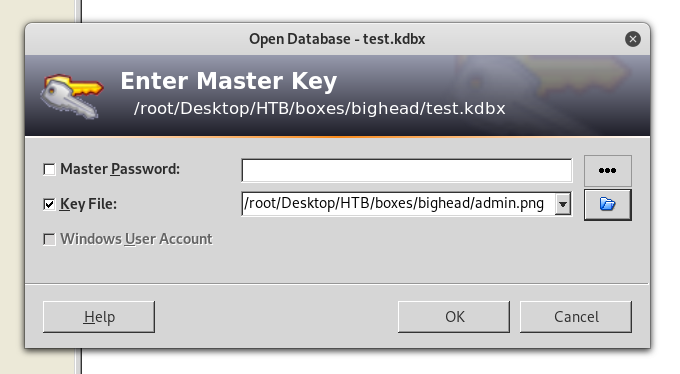 Open Database - test.kdbx
Enter Master Key
/root/Desktop/HTB/boxes/bighead/test.kdbx
Master Password:
Key File:
/root/Desktop/HTB/boxes/bighead/admin.png
Windows User Account
Help
OK
Cancel